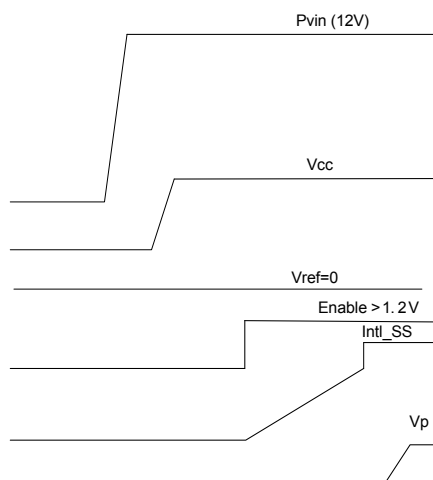 Pvin (12V)
Vcc
Vref=0
Enable >1.2V
Intl_SS
Vp